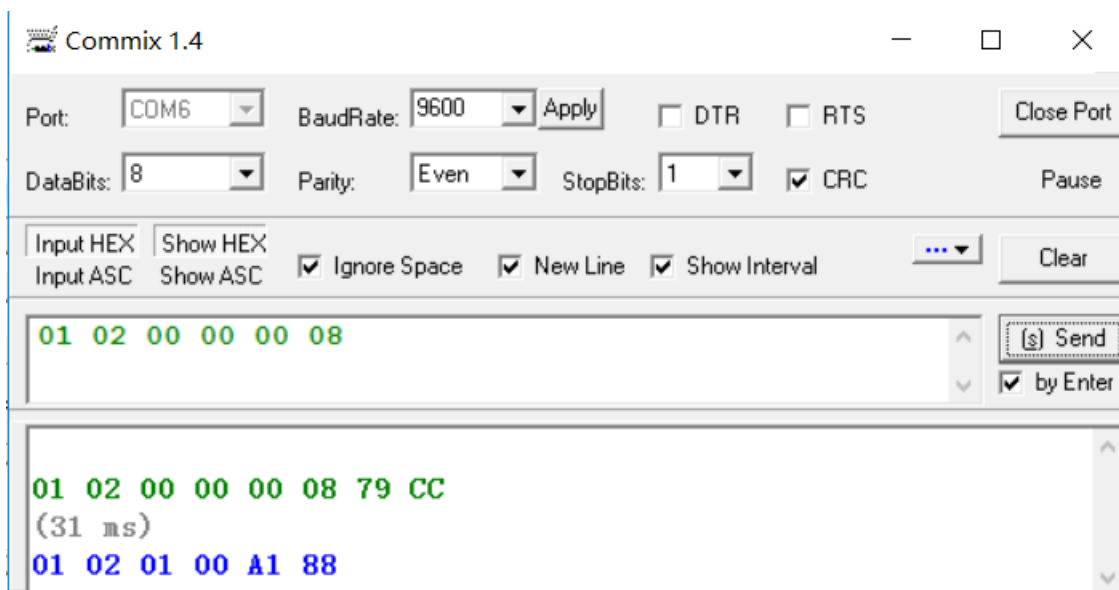 Commix 1.4
Port: COM6 BaudRate: 9600 Apply DTR RTS Close Port
DataBits: 8 Parity: Even StopBits: 1 CRC Pause
Input HEX Show HEX
Input ASC Show ASC Ignore Space New Line Show Interval ... Clear
01 02 00 00 00 08 (s) Send
by Enter
01 02 00 00 00 08 79 CC
(31 ms)
01 02 01 00 A1 88